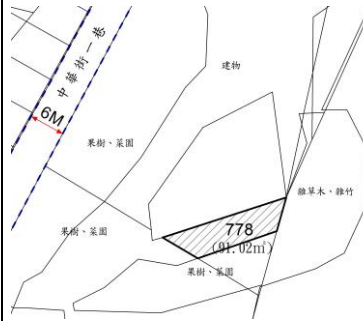 建物
中華街一巷
6M
果樹、菜園
雜草木、雜竹
778
(91.02㎡)
果樹、菜園
果樹、菜園